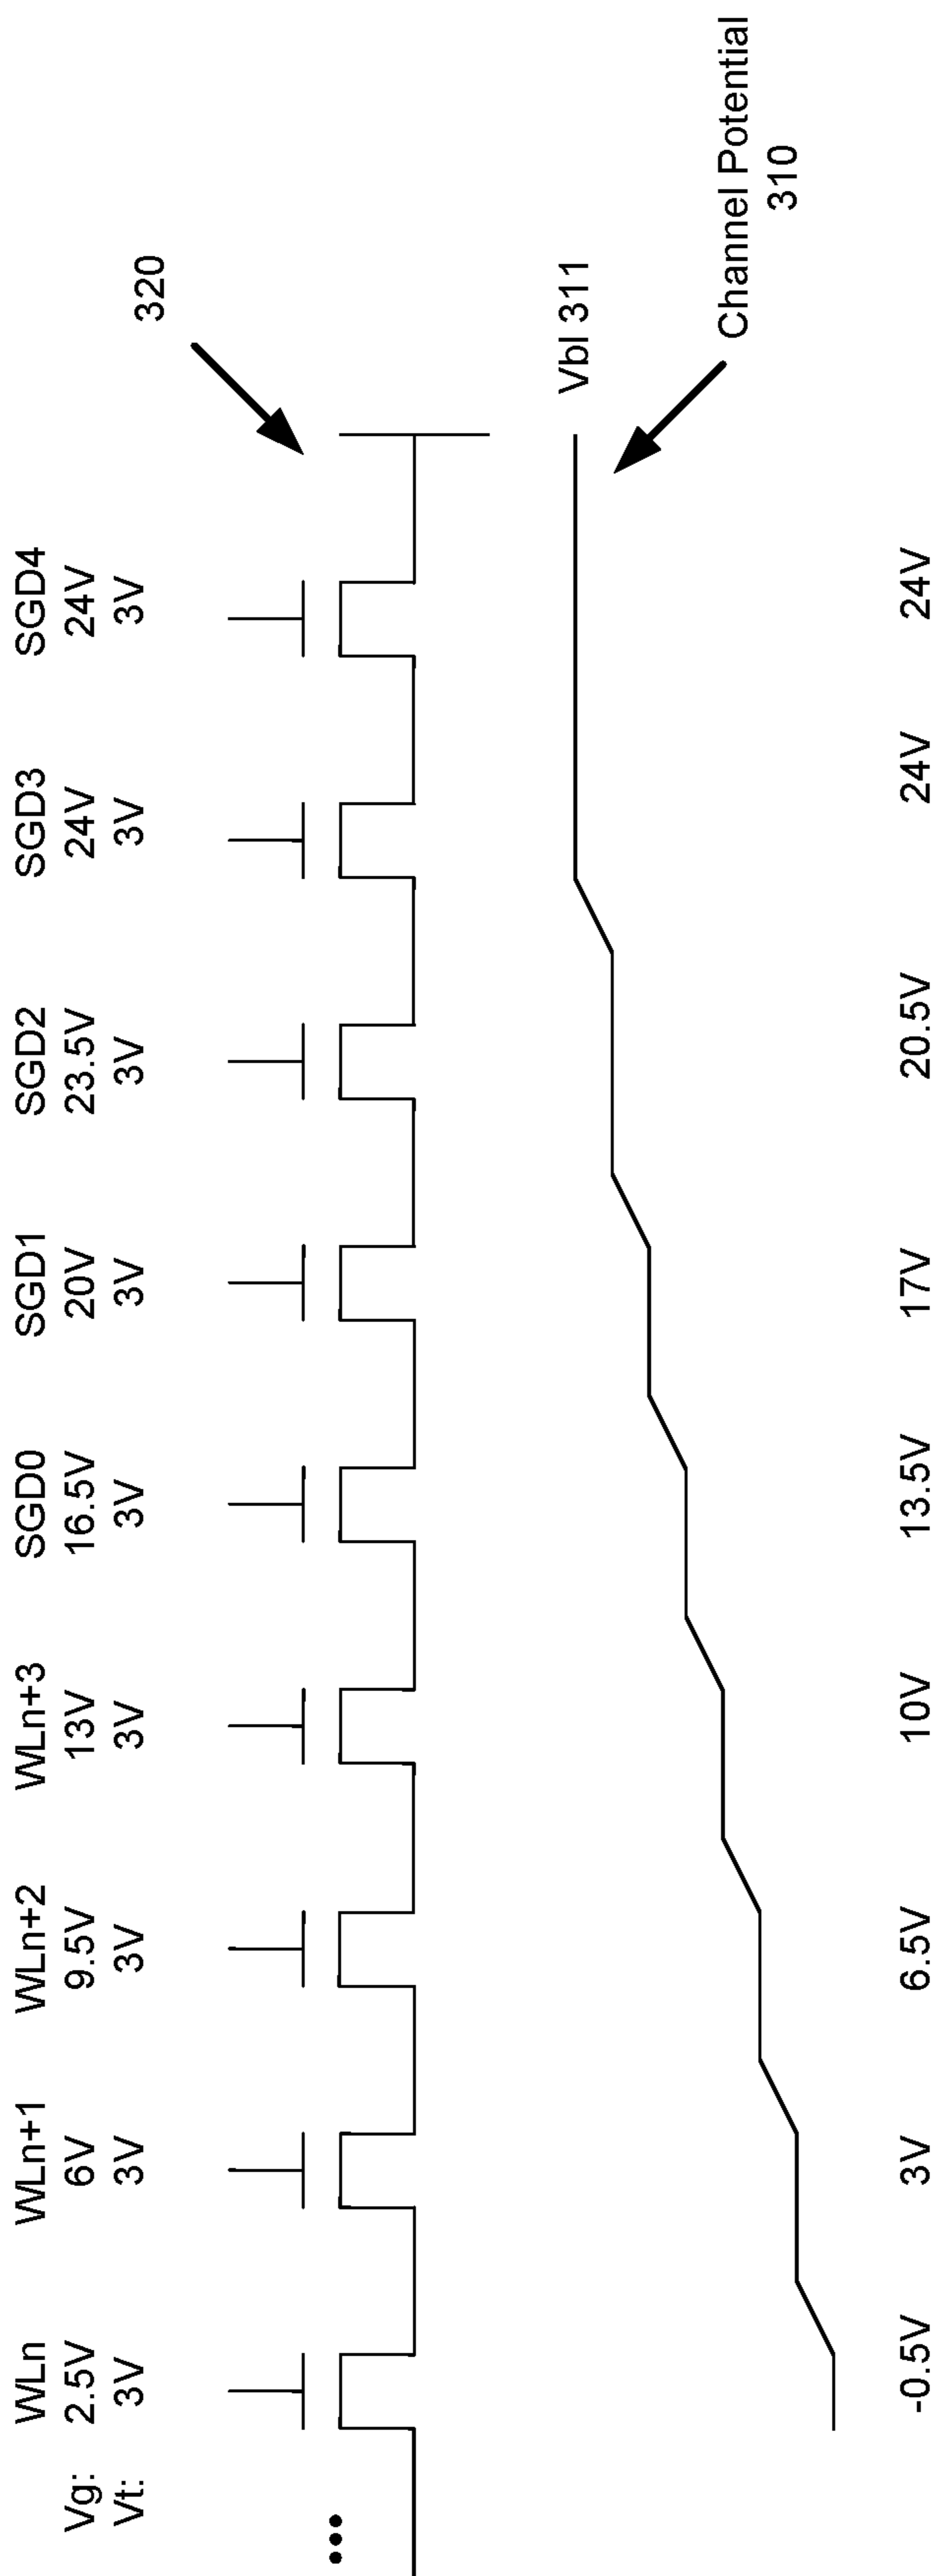 WLn WLn+1 WLn+2 WLn+3 SGD0 SGD1 SGD2 SGD3 SGD4
Vg: 2.5V 6V 9.5V 13V 16.5V 20V 23.5V 24V 24V
Vt: 3V 3V 3V 3V 3V 3V 3V 3V 3V
320
•••
Vbl 311
Channel Potential
310
-0.5V 3V 6.5V 10V 13.5V 17V 20.5V 24V 24V